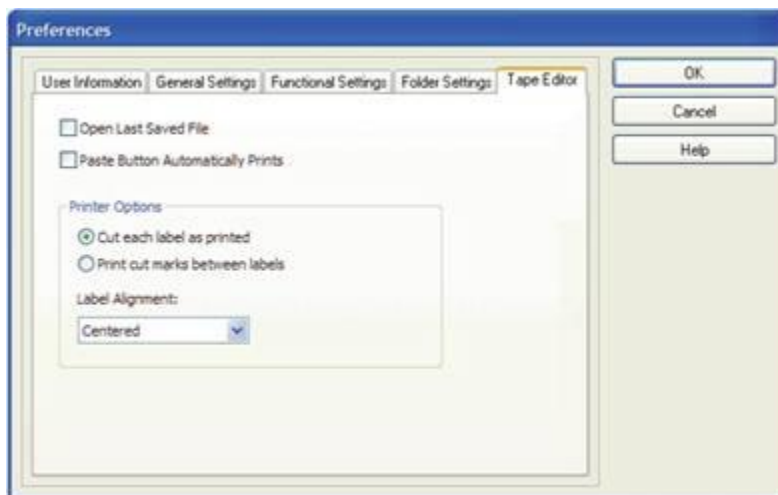 Preferences
User Information General Settings Functional Settings Folder Settings Tape Editor
OK
Cancel
Help
Open Last Saved File
Paste Button Automatically Prints
Printer Options
Cut each label as printed
Print cut marks between labels
Label Alignment:
Centered